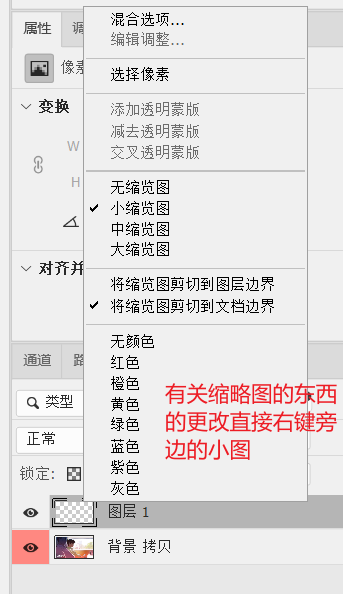 属性
像素
变换
W
H
对齐并
通道
类型
正常
锁定:
混合选项...
编辑调整...
选择像素
添加透明蒙版
减去透明蒙版
交叉透明蒙版
无缩览图
小缩览图
中缩览图
大缩览图
将缩览图剪切到图层边界
将缩览图剪切到文档边界
无颜色
红色
橙色
黄色
绿色
蓝色
紫色
灰色
有关缩略图的东西
的更改直接右键旁
边的小图
图层 1
背景 拷贝